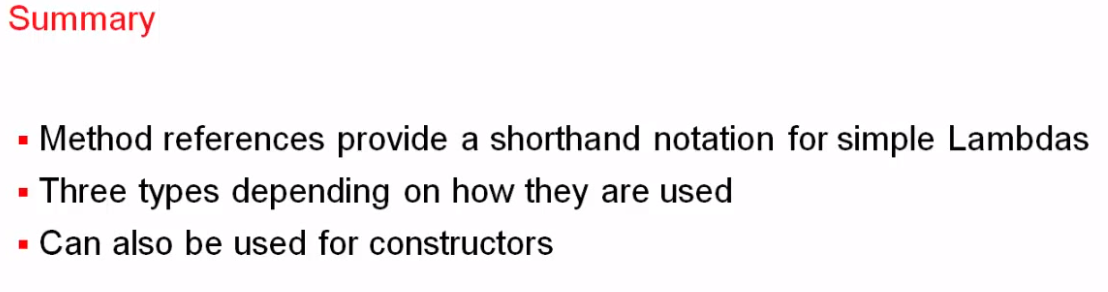 Summary
▪ Method references provide a shorthand notation for simple Lambdas
▪ Three types depending on how they are used
▪ Can also be used for constructors